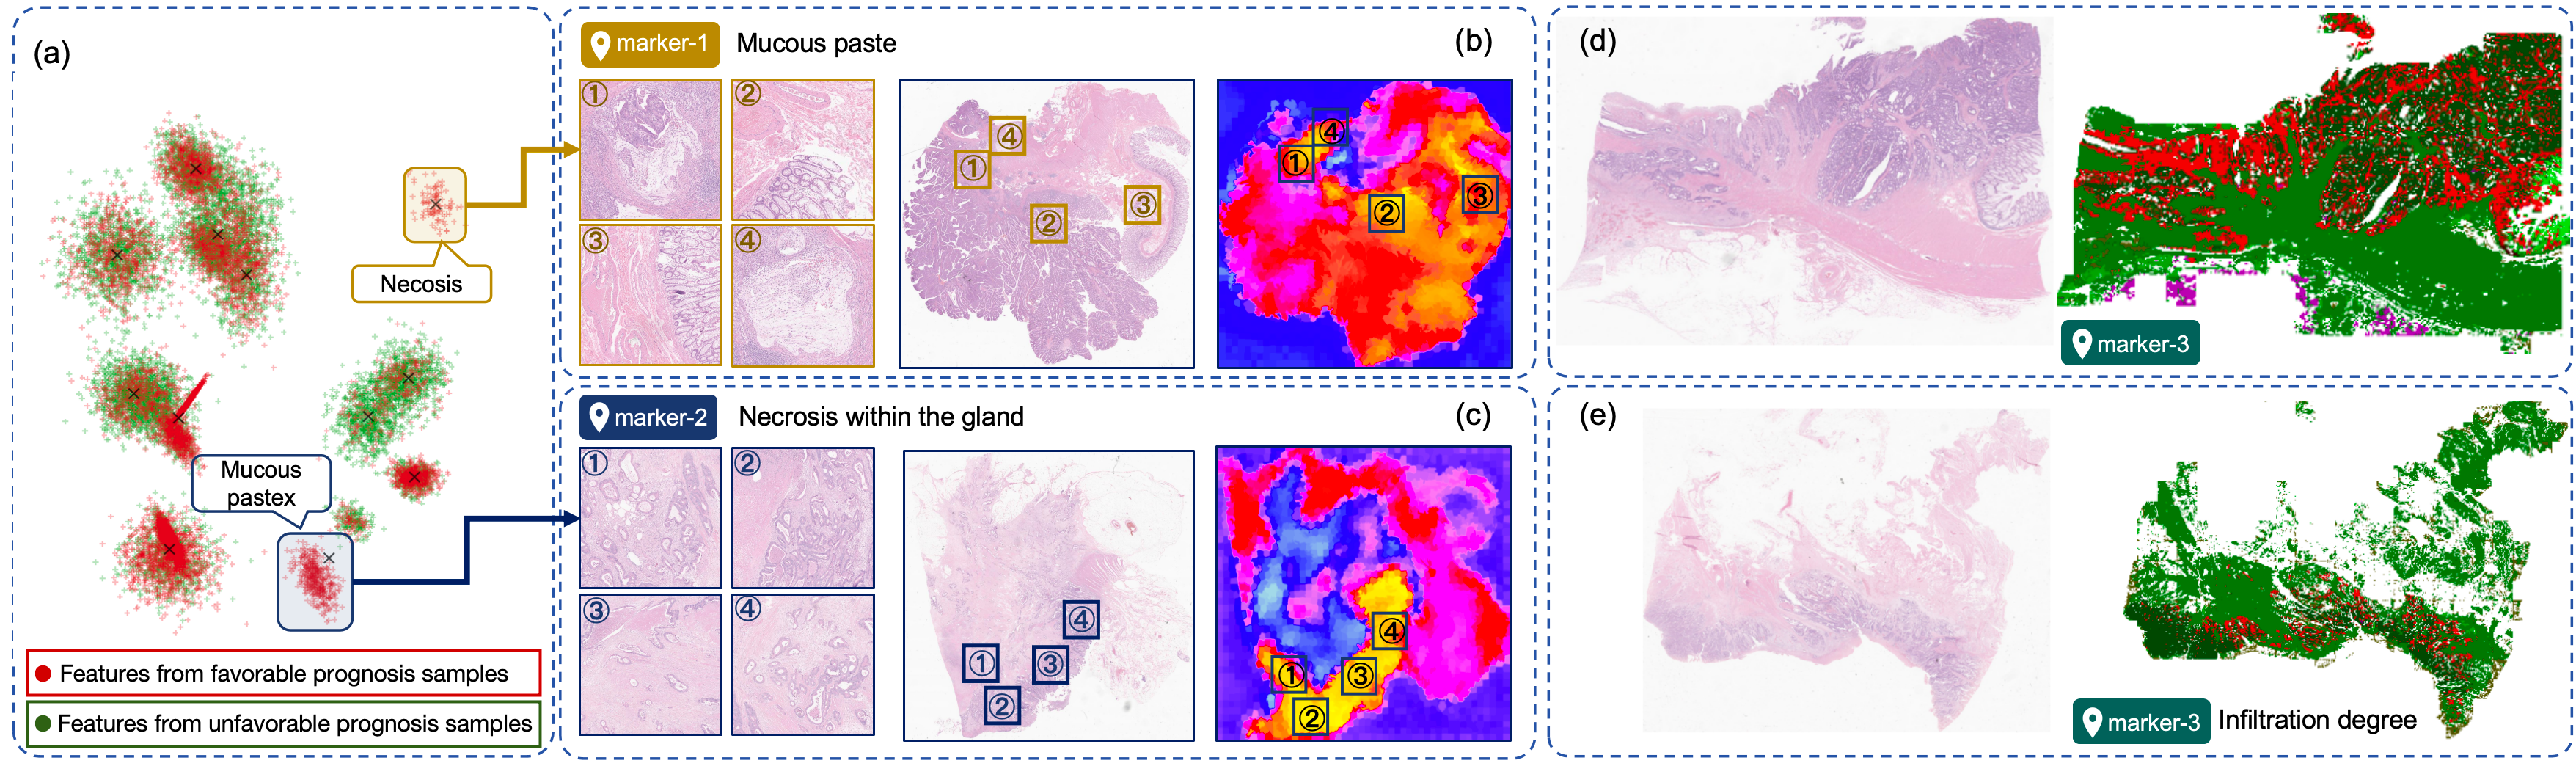 (a)
Necosis
Mucous
pastex
Features from favorable prognosis samples
Features from unfavorable prognosis samples
marker-1
Mucous paste
(b)
①
②
③
④
①
②
③
④
①
②
③
④
marker-2
Necrosis within the gland
(c)
①
②
③
④
①
②
③
④
①
②
③
④
(d)
marker-3
(e)
marker-3
Infiltration degree